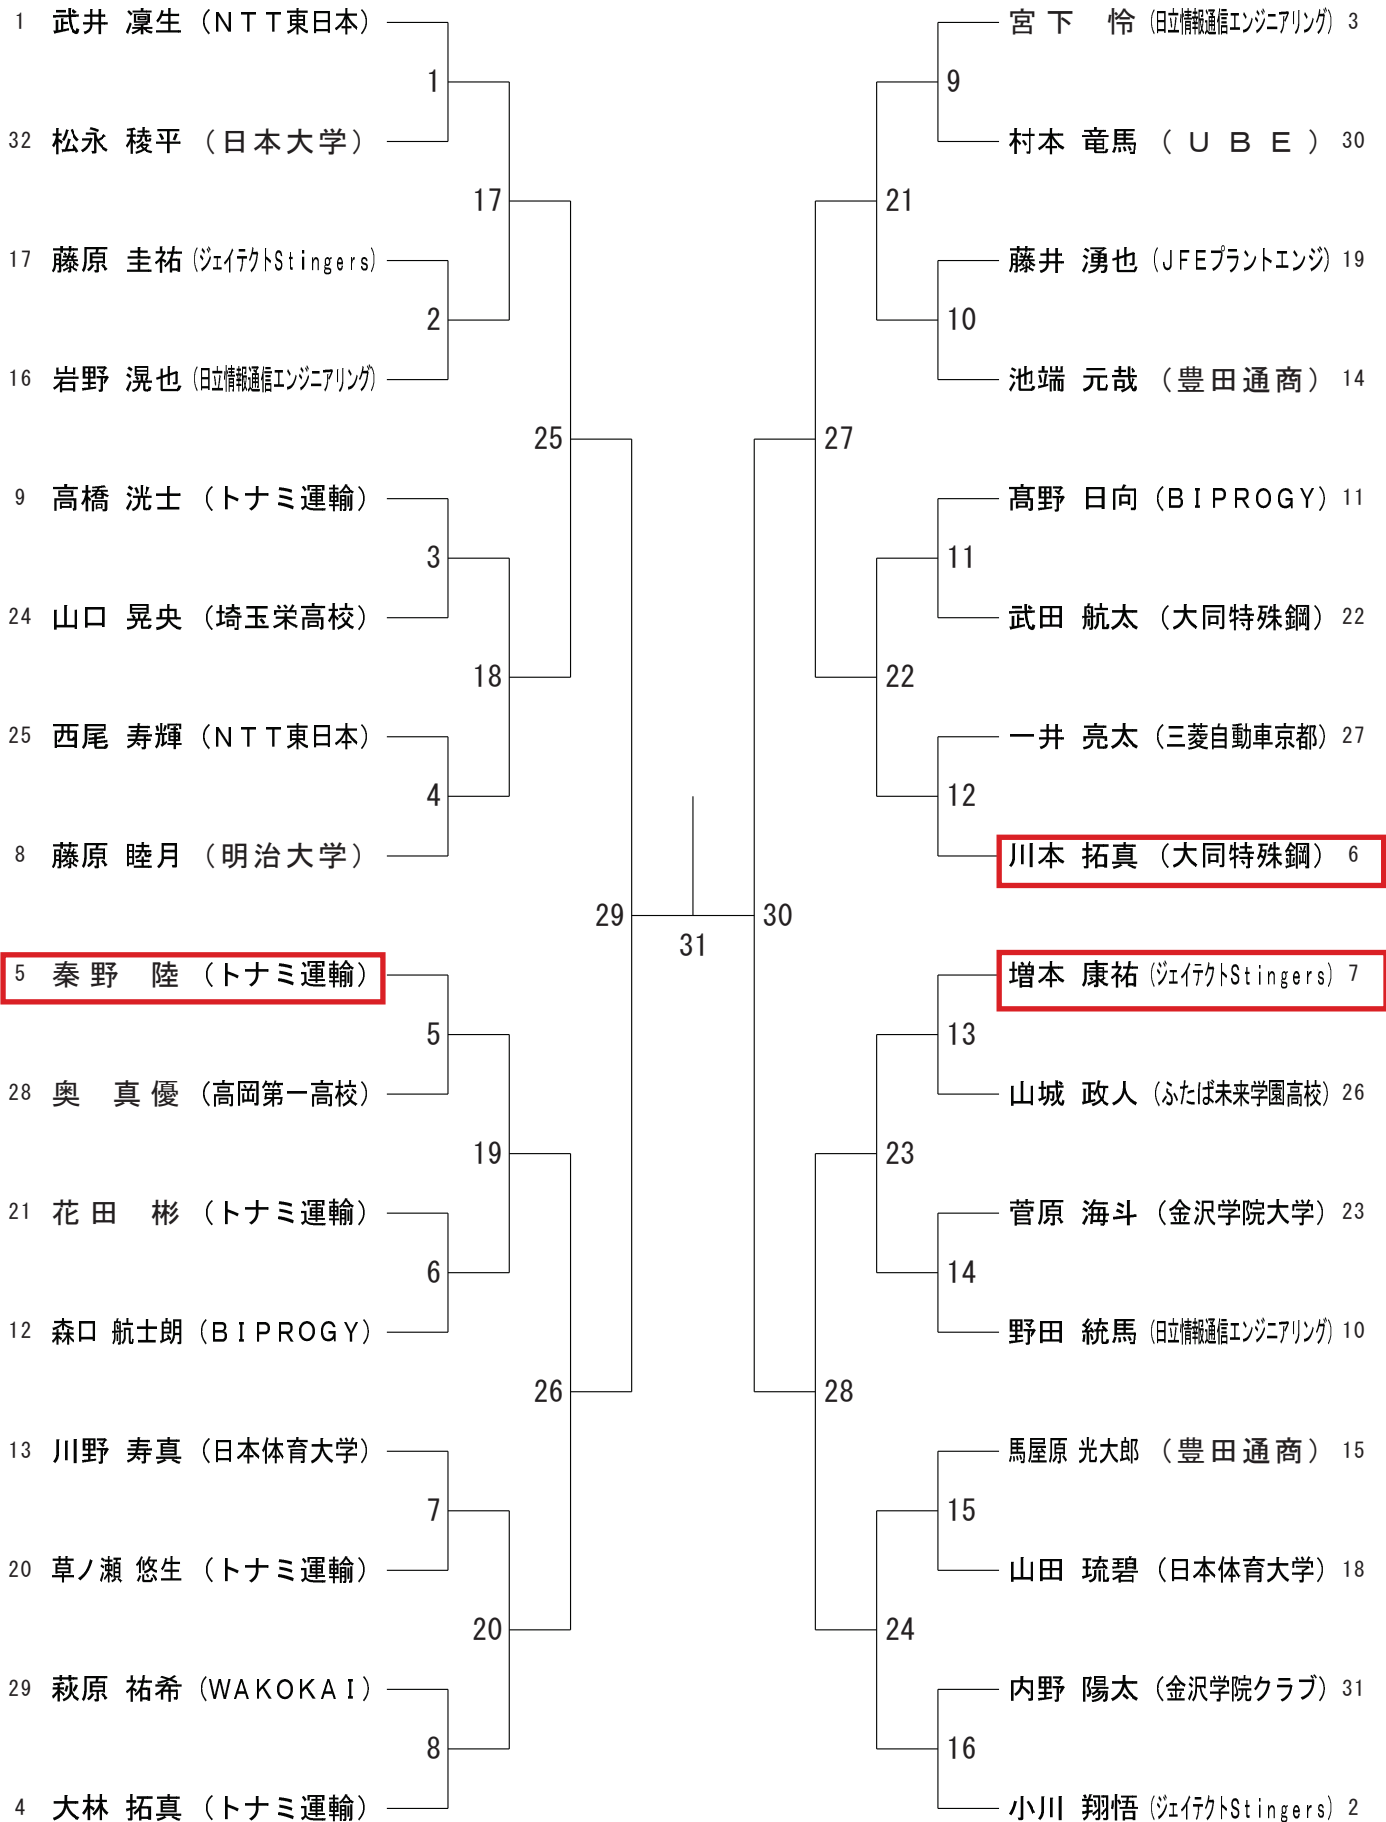 1 武井 凜生 (ＮＴＴ東日本)
1
32 松永 稜平 (日本大学)
17
17 藤原 圭祐 (ジェイテクトStingers)
2
16 岩野 滉也 (日立情報通信エンジニアリング)
25
9 高橋 洸士 (トナミ運輸)
3
24 山口 晃央 (埼玉栄高校)
18
25 西尾 寿輝 (ＮＴＴ東日本)
4
8 藤原 睦月 (明治大学)
29
5 秦野 陸 (トナミ運輸)
5
28 奥 真優 (高岡第一高校)
19
21 花田 彬 (トナミ運輸)
6
12 森口 航士朗 (ＢＩＰＲＯＧＹ)
26
13 川野 寿真 (日本体育大学)
7
20 草ノ瀬 悠生 (トナミ運輸)
20
29 萩原 祐希 (ＷＡＫＯＫＡＩ)
8
4 大林 拓真 (トナミ運輸)
31
宮下 怜 (日立情報通信エンジニアリング) 3
9
村本 竜馬 (ＵＢＥ) 30
21
藤井 湧也 (ＪＦＥプラントエンジ) 19
10
池端 元哉 (豊田通商) 14
27
髙野 日向 (ＢＩＰＲＯＧＹ) 11
11
武田 航太 (大同特殊鋼) 22
22
一井 亮太 (三菱自動車京都) 27
12
川本 拓真 (大同特殊鋼) 6
30
増本 康祐 (ジェイテクトStingers) 7
13
山城 政人 (ふたば未来学園高校) 26
23
菅原 海斗 (金沢学院大学) 23
14
野田 統馬 (日立情報通信エンジニアリング) 10
28
馬屋原 光大郎 (豊田通商) 15
15
山田 琉碧 (日本体育大学) 18
24
内野 陽太 (金沢学院クラブ) 31
16
小川 翔悟 (ジェイテクトStingers) 2